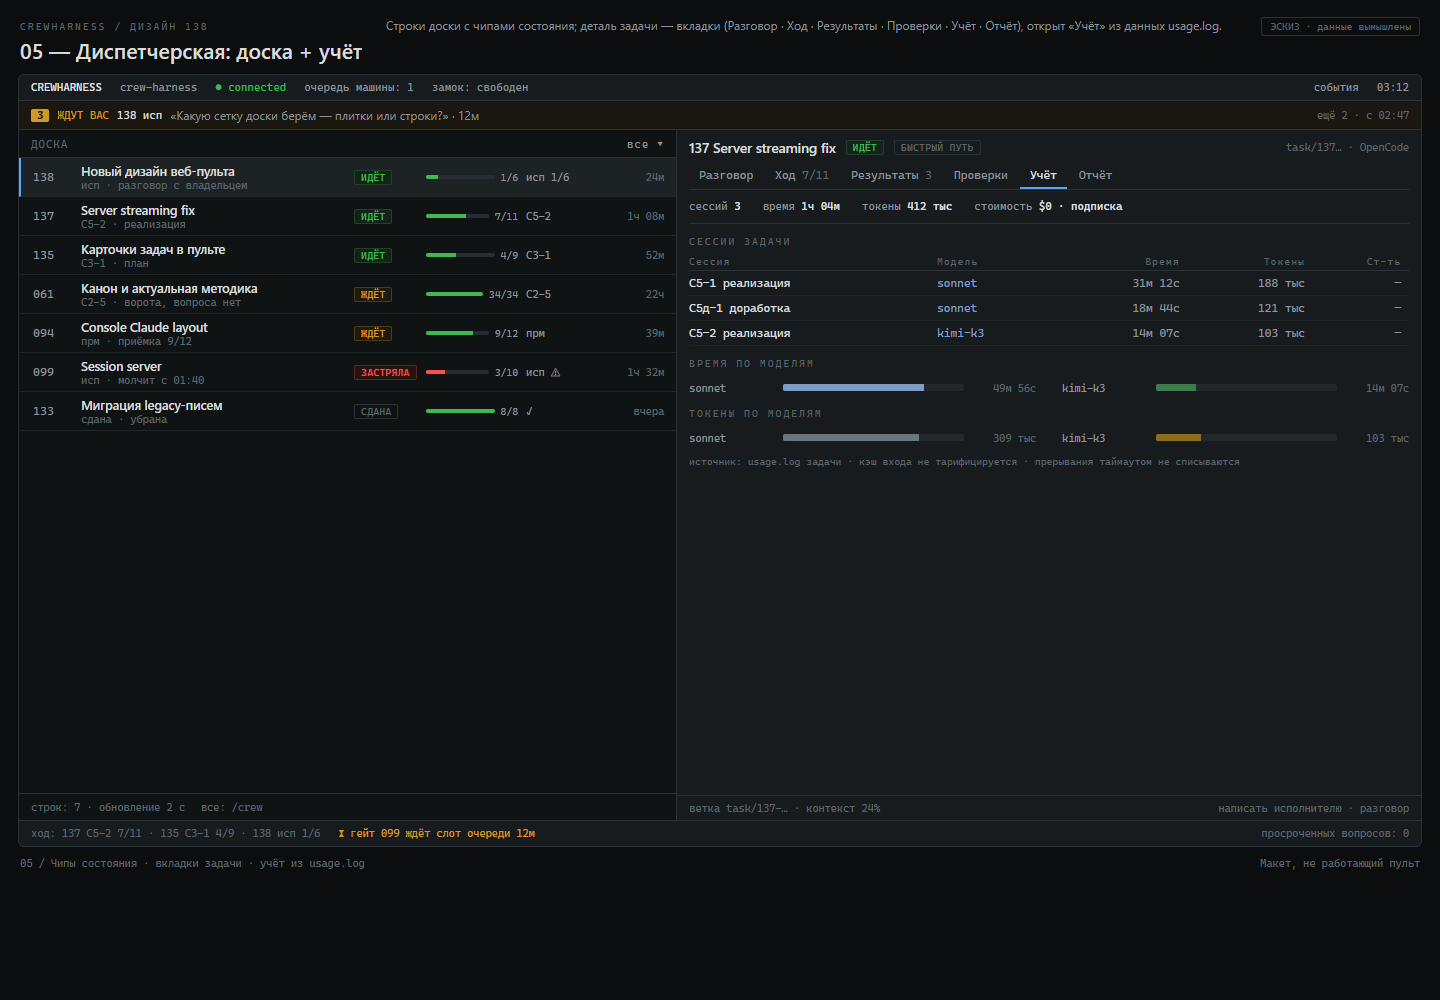 CREWHARNESS / ДИЗАЙН 138
Строки доски с чипами состояния; деталь задачи — вкладки (Разговор · Ход · Результаты · Проверки · Учёт · Отчёт), открыт «Учёт» из данных usage.log.
ЭСКИЗ · данные вымышлены
05 — Диспетчерская: доска + учёт
CREWHARNESS crew-harness ● connected очередь машины: 1 замок: свободен события 03:12
3 ЖДУТ ВАС 138 исп «Какую сетку доски берём — плитки или строки?» · 12м ещё 2 · с 02:47
ДОСКА все ▾
138 Новый дизайн веб-пульта ИДЁТ 1/6 исп 1/6 24м
исп · разговор с владельцем
137 Server streaming fix ИДЁТ 7/11 С5-2 1ч 08м
С5-2 · реализация
135 Карточки задач в пульте ИДЁТ 4/9 С3-1 52м
С3-1 · план
061 Канон и актуальная методика ЖДЁТ 34/34 С2-5 22ч
С2-5 · ворота, вопроса нет
094 Console Claude layout ЖДЁТ 9/12 прм 39м
прм · приёмка 9/12
099 Session server ЗАСТРЯЛА 3/10 исп ⚠ 1ч 32м
исп · молчит с 01:40
133 Миграция legacy-писем СДАНА 8/8 ✓ вчера
сдана · убрана
строк: 7 · обновление 2 с все: /crew
137 Server streaming fix ИДЁТ БЫСТРЫЙ ПУТЬ task/137… · OpenCode
Разговор Ход 7/11 Результаты 3 Проверки Учёт Отчёт
сессий 3 время 1ч 04м токены 412 тыс стоимость $0 · подписка
СЕССИИ ЗАДАЧИ
Сессия Модель Время Токены Ст-ть
С5-1 реализация sonnet 31м 12с 188 тыс —
С5д-1 доработка sonnet 18м 44с 121 тыс —
С5-2 реализация kimi-k3 14м 07с 103 тыс —
ВРЕМЯ ПО МОДЕЛЯМ
sonnet 49м 56с kimi-k3 14м 07с
ТОКЕНЫ ПО МОДЕЛЯМ
sonnet 309 тыс kimi-k3 103 тыс
источник: usage.log задачи · кэш входа не тарифицируется · прерывания таймаутом не списываются
ветка task/137-… · контекст 24% написать исполнителю · разговор
ход: 137 С5-2 7/11 · 135 С3-1 4/9 · 138 исп 1/6 ⧗ гейт 099 ждёт слот очереди 12м просроченных вопросов: 0
05 / Чипы состояния · вкладки задачи · учёт из usage.log Макет, не работающий пульт